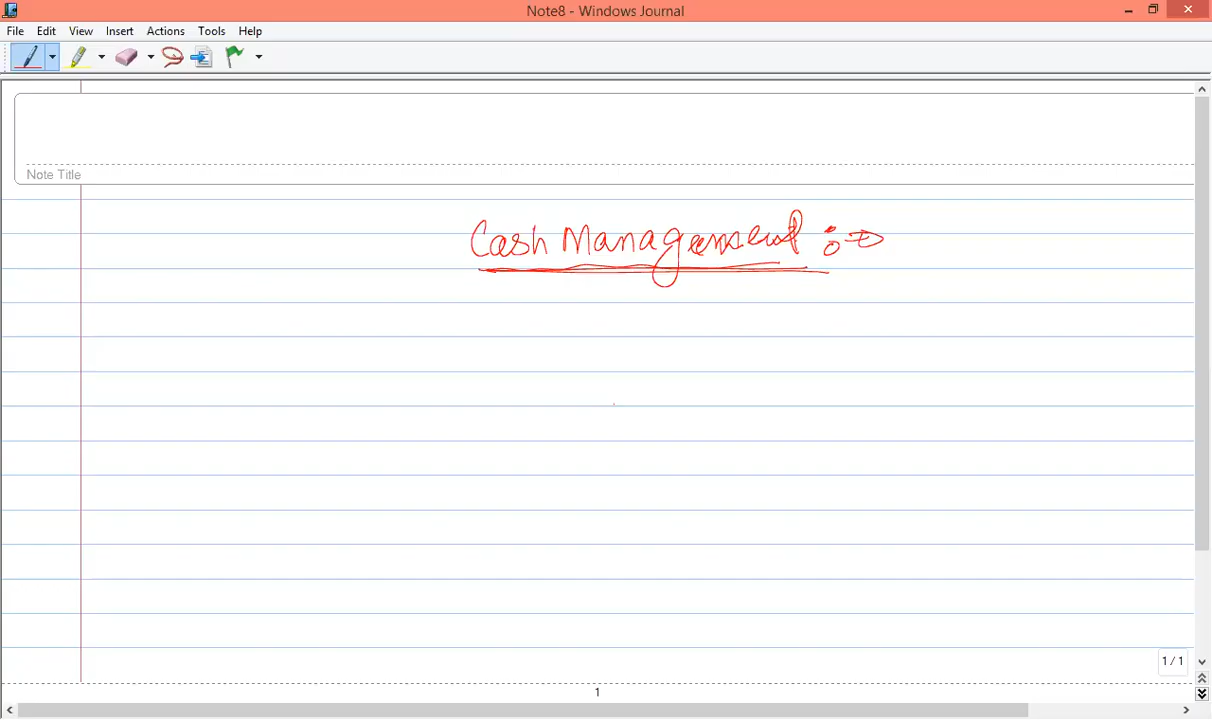 Note8 - Windows Journal
File Edit View Insert Actions Tools Help
Note Title
Cash Management :⇒
1 / 1
1